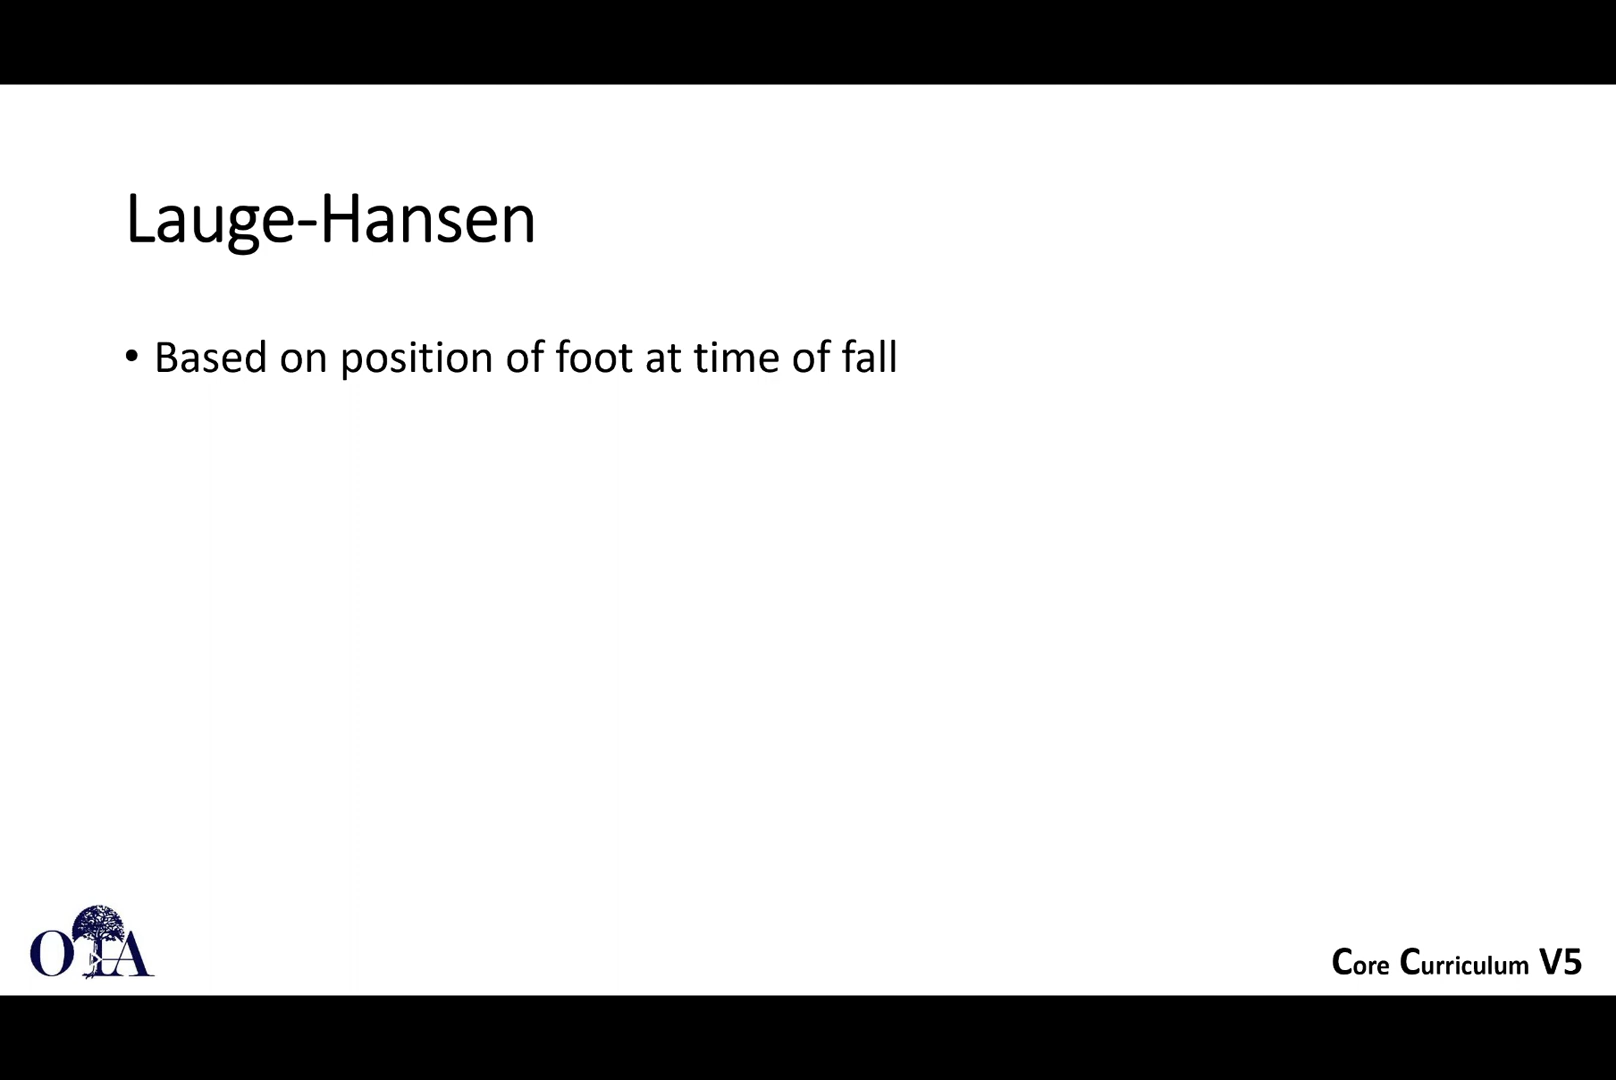 Lauge-Hansen
• Based on position of foot at time of fall
OTA
Core Curriculum V5